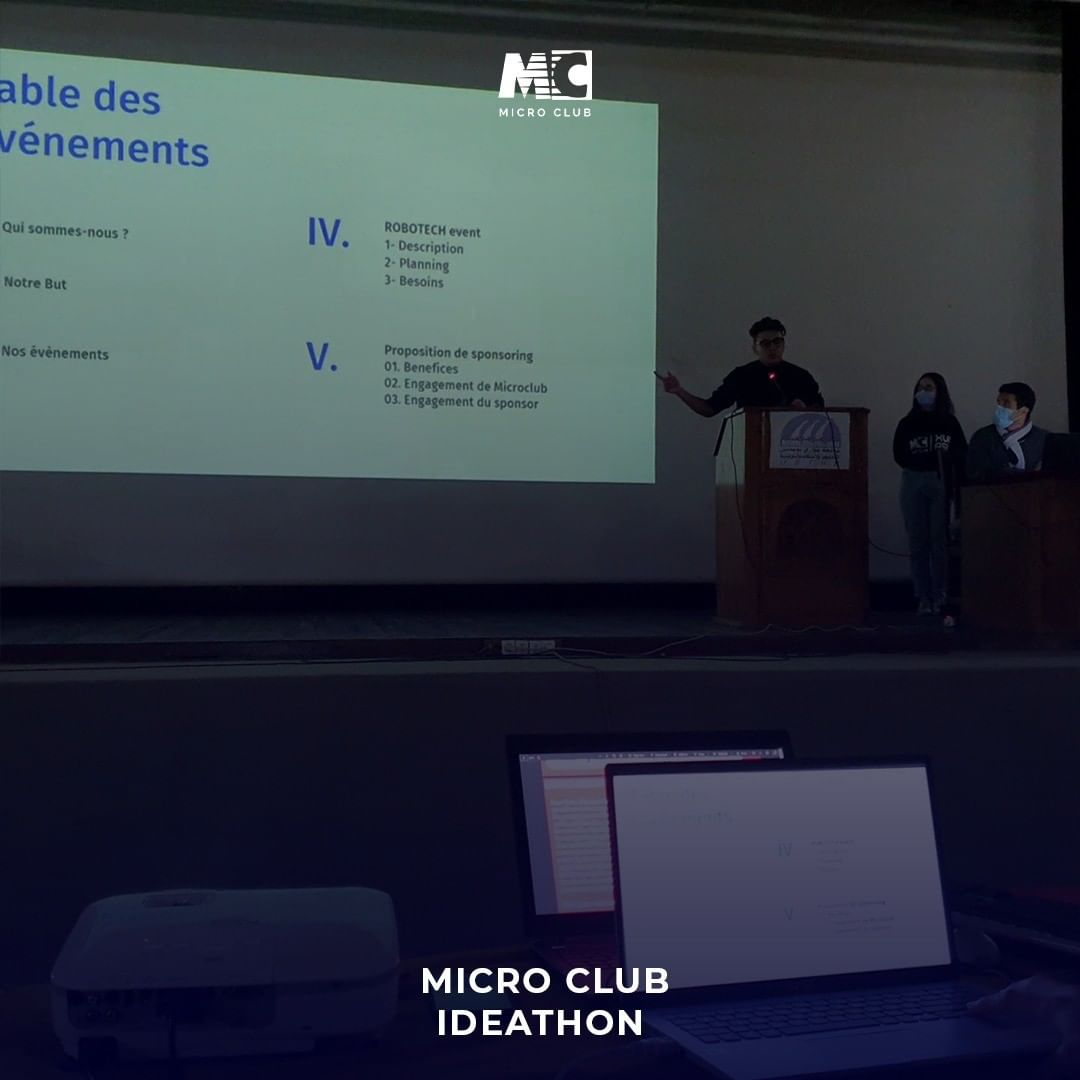 MC
MICRO CLUB
able des
vénements
Qui sommes-nous ?
Notre But
Nos évènements
IV.
ROBOTECH event
1- Description
2- Planning
3- Besoins
V.
Proposition de sponsoring
01. Benefices
02. Engagement de Microclub
03. Engagement du sponsor
MC
IV
V
MICRO CLUB
IDEATHON